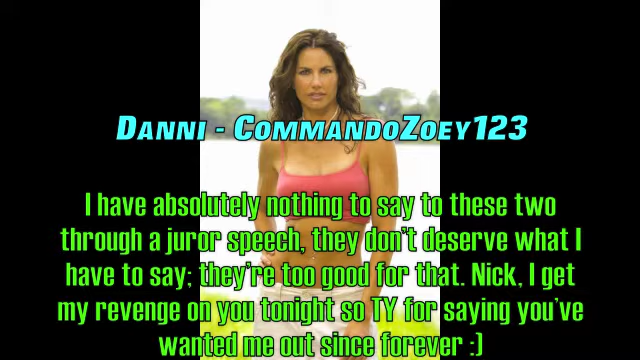 Danni - CommandoZoey123
I have absolutely nothing to say to these two
through a juror speech, they don't deserve what I
have to say; they're too good for that. Nick, I get
my revenge on you tonight so TY for saying you've
wanted me out since forever :)